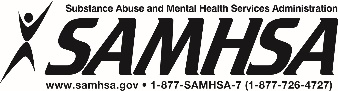 Substance Abuse and Mental Health Services Administration
SAMHSA
www.samhsa.gov • 1-877-SAMHSA-7 (1-877-726-4727)